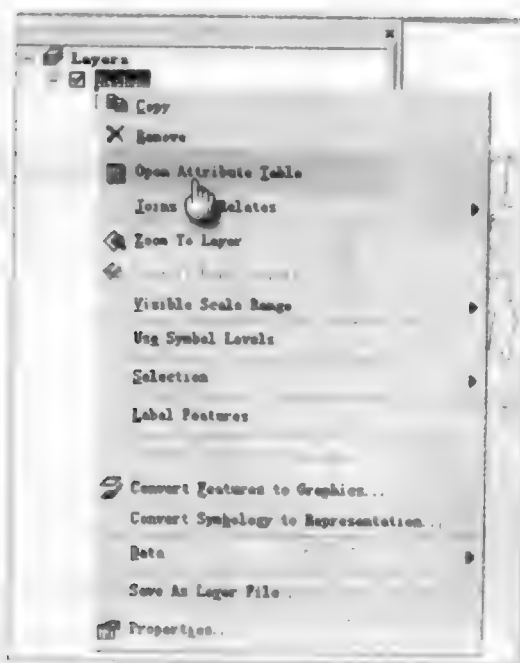 Layers
Copy
Remove
Open Attribute Table
Joins Relates
Zoom To Layer
Visible Scale Range
Use Symbol Levels
Selection
Label Features
Convert Features to Graphics...
Convert Symbology to Representation...
Data
Save As Layer File..
Properties..